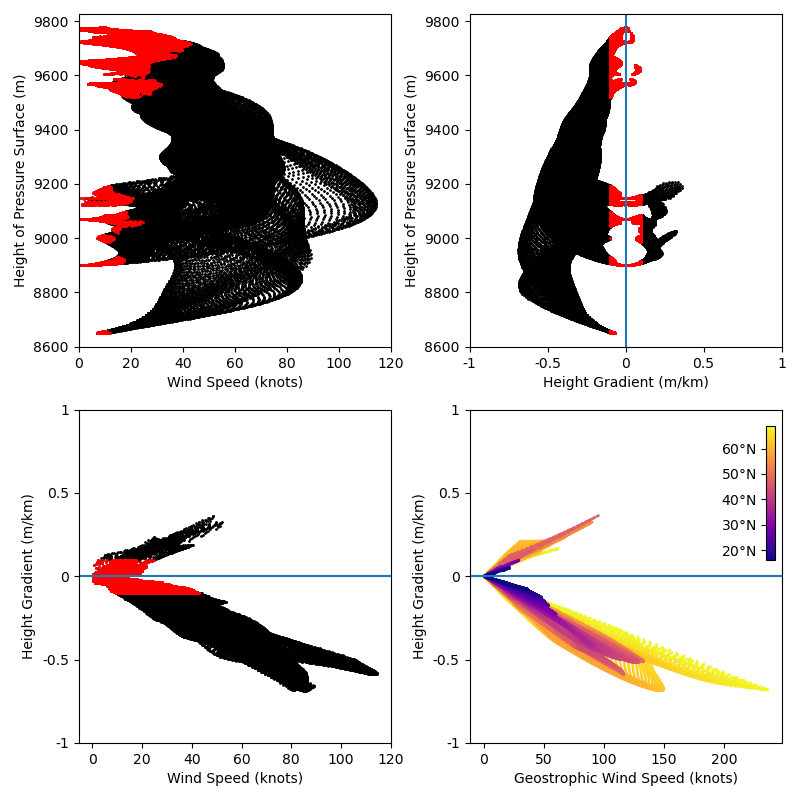 9800
9600
9400
9200
9000
8800
8600
Height of Pressure Surface (m)
0 20 40 60 80 100 120
Wind Speed (knots)
9800
9600
9400
9200
9000
8800
8600
Height of Pressure Surface (m)
-1 -0.5 0 0.5 1
Height Gradient (m/km)
1
0.5
0
-0.5
-1
Height Gradient (m/km)
0 20 40 60 80 100 120
Wind Speed (knots)
1
0.5
0
-0.5
-1
Height Gradient (m/km)
60°N
50°N
40°N
30°N
20°N
0 50 100 150 200
Geostrophic Wind Speed (knots)